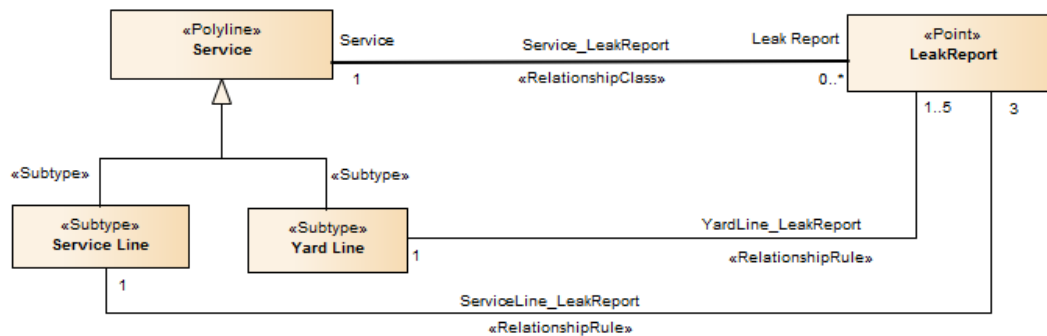 «Polyline»
Service
Service
Service_LeakReport
Leak Report
«Point»
LeakReport
1
«RelationshipClass»
0..*
1..5
3
«Subtype»
«Subtype»
«Subtype»
Service Line
«Subtype»
Yard Line
YardLine_LeakReport
1
«RelationshipRule»
1
ServiceLine_LeakReport
«RelationshipRule»